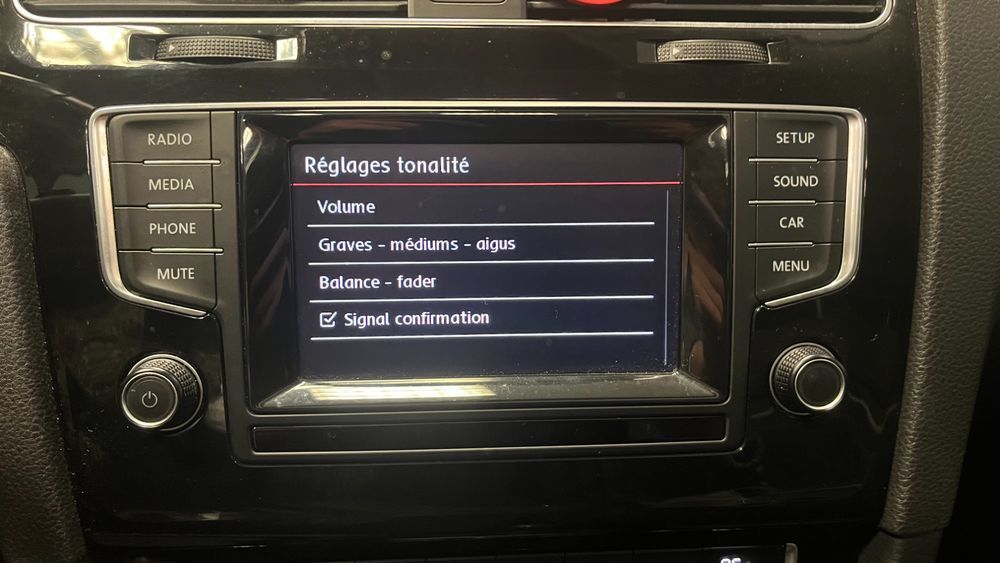 RADIO
MEDIA
PHONE
MUTE
Réglages tonalité
Volume
Graves - médiums - aigus
Balance - fader
Signal confirmation
SETUP
SOUND
CAR
MENU